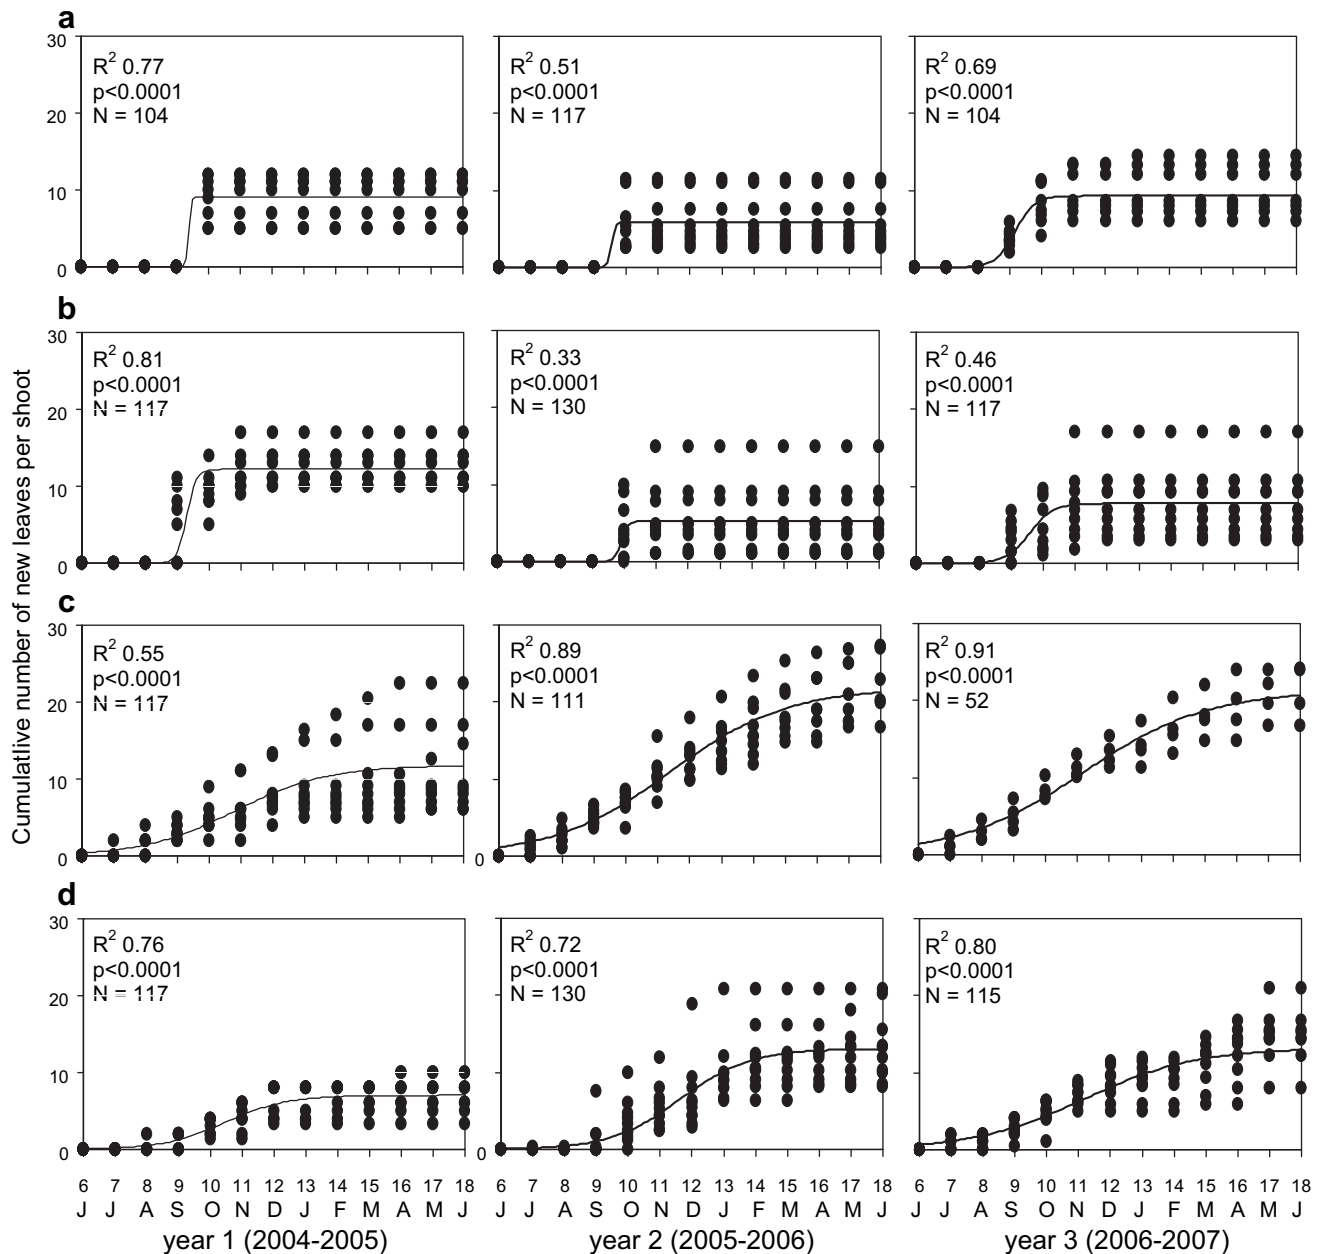 a
30
20
10
0
R² 0.77
p<0.0001
N = 104
R² 0.51
p<0.0001
N = 117
R² 0.69
p<0.0001
N = 104
b
30
20
10
0
R² 0.81
p<0.0001
N = 117
R² 0.33
p<0.0001
N = 130
R² 0.46
p<0.0001
N = 117
Cumulatlive number of new leaves per shoot
c
30
20
10
0
R² 0.55
p<0.0001
N = 117
0
R² 0.89
p<0.0001
N = 111
R² 0.91
p<0.0001
N = 52
d
30
20
10
0
R² 0.76
p<0.0001
N = 117
0
R² 0.72
p<0.0001
N = 130
R² 0.80
p<0.0001
N = 115
6 7 8 9 10 11 12 13 14 15 16 17 18
J J A S O N D J F M A M J
year 1 (2004-2005)
6 7 8 9 10 11 12 13 14 15 16 17 18
J J A S O N D J F M A M J
year 2 (2005-2006)
6 7 8 9 10 11 12 13 14 15 16 17 18
J J A S O N D J F M A M J
year 3 (2006-2007)